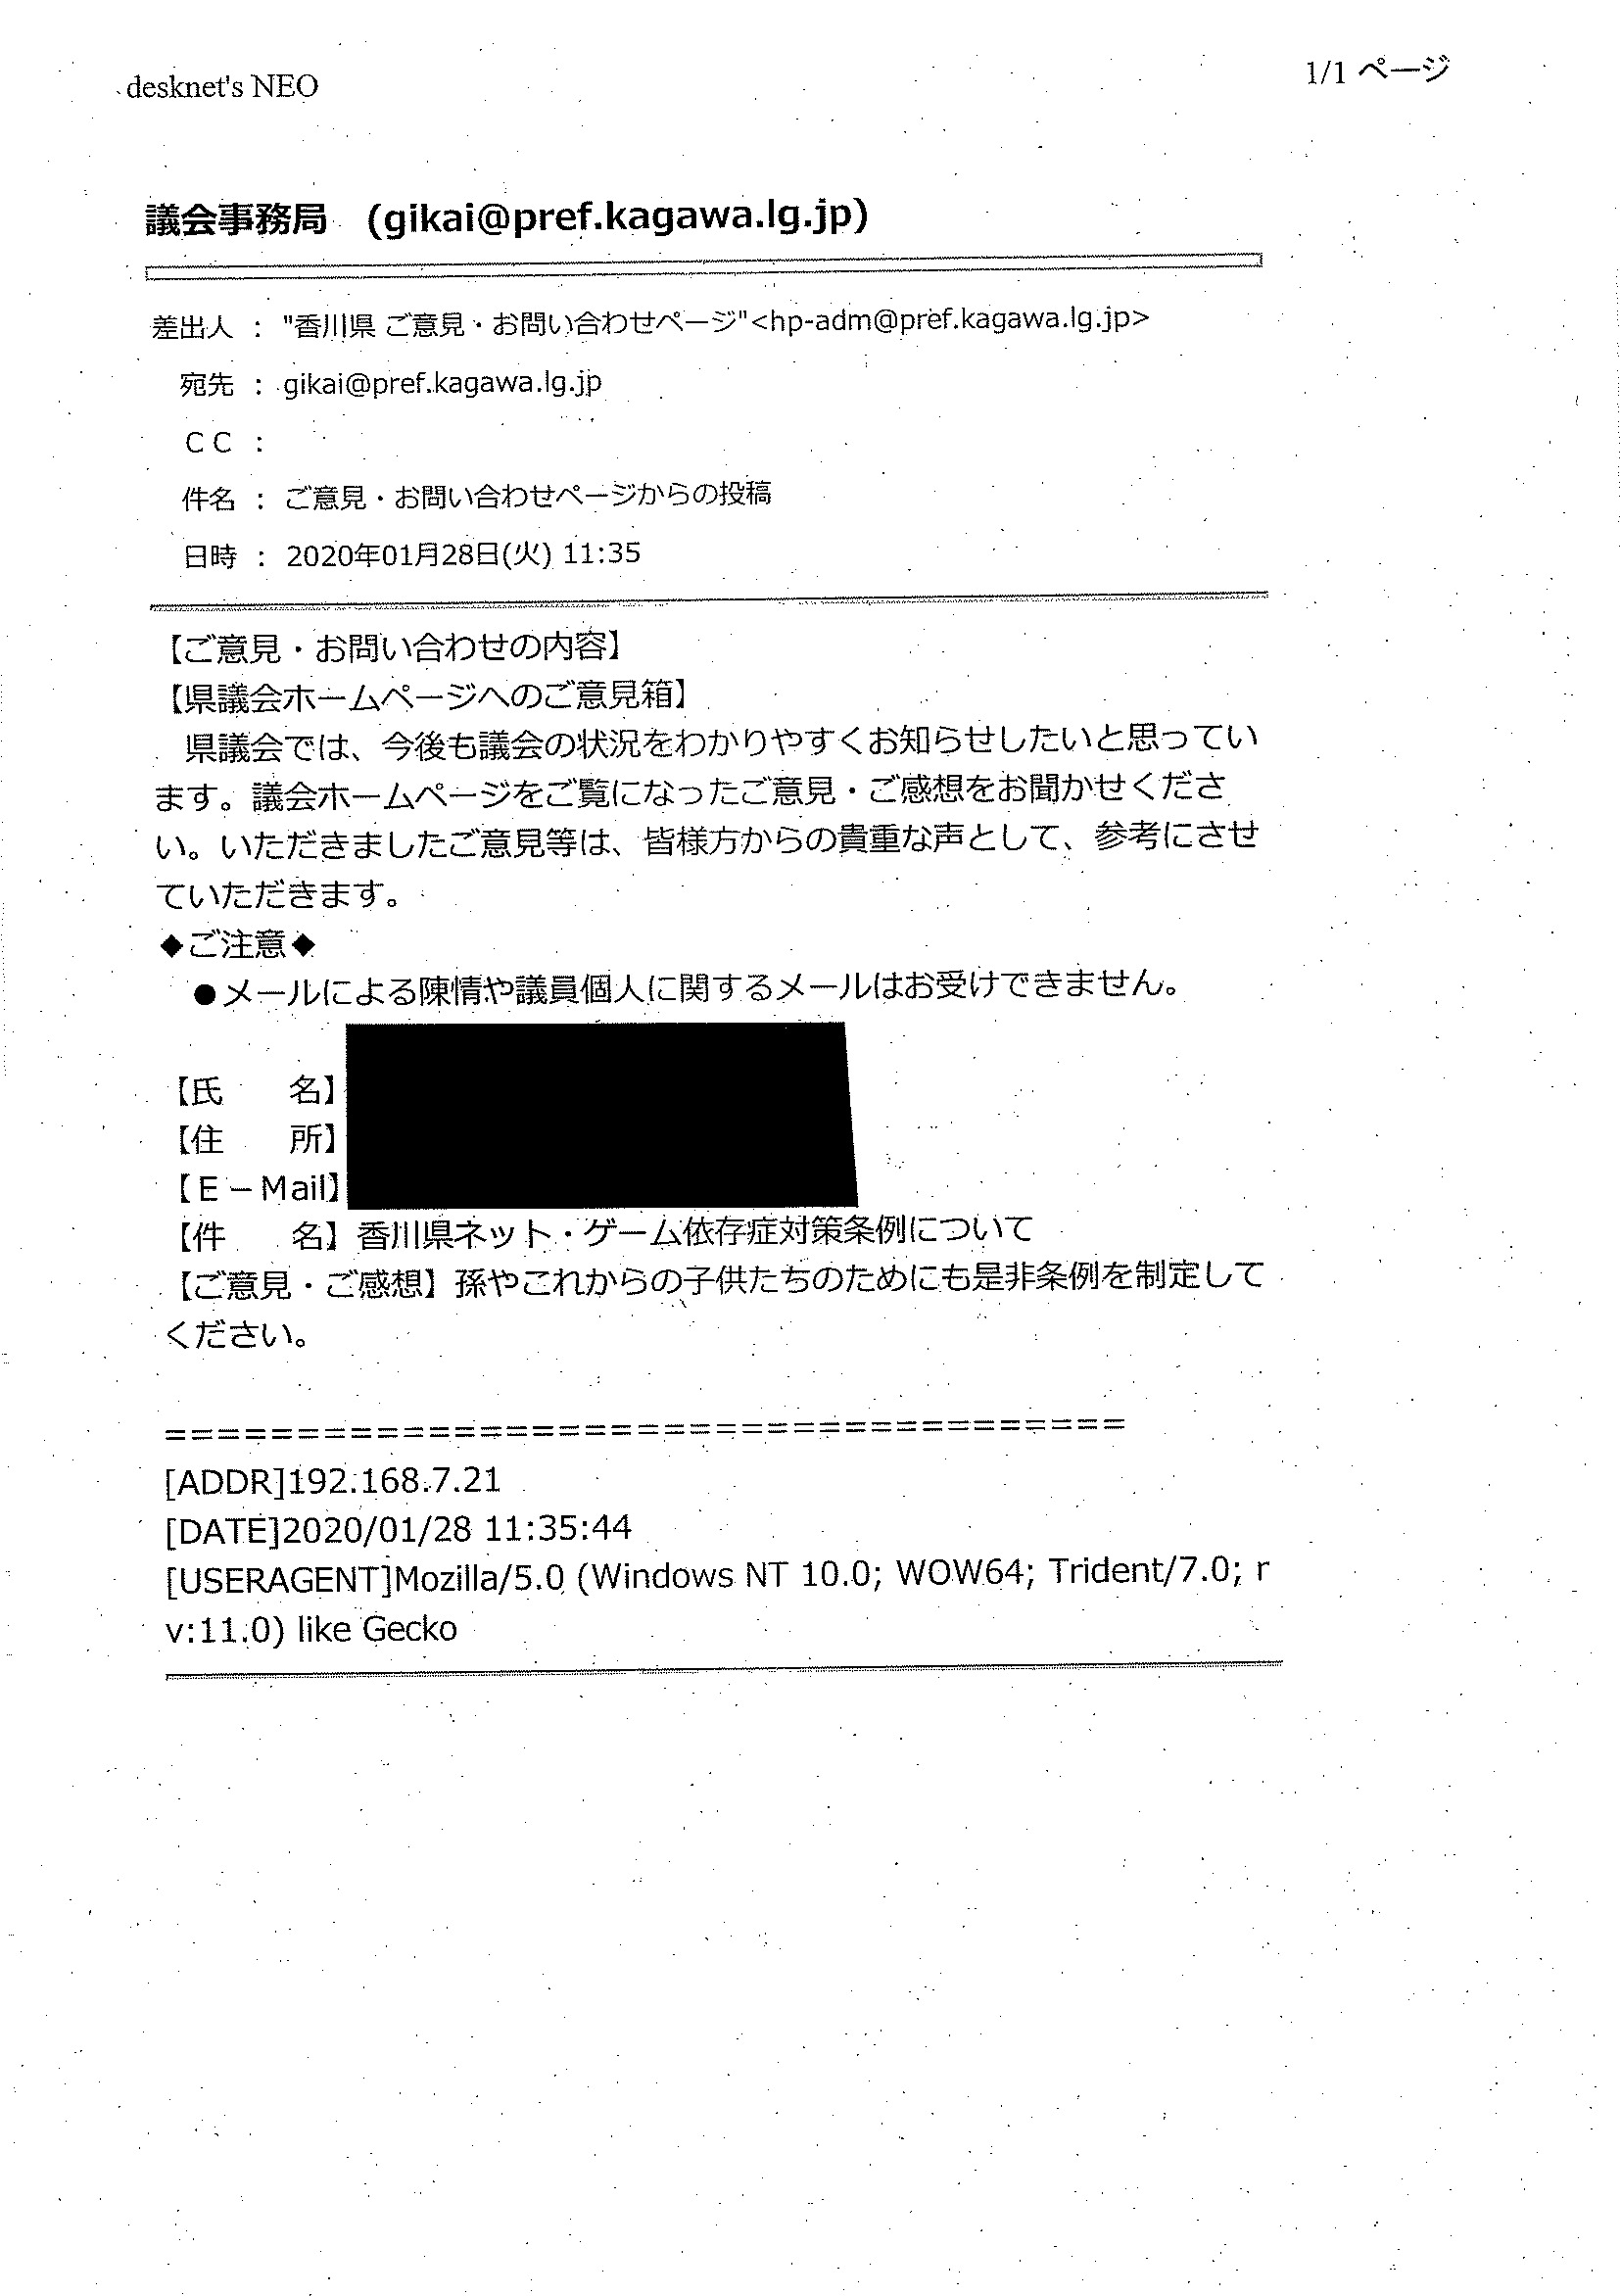 desknet's NEO
1/1 ページ
議会事務局　(gikai@pref.kagawa.lg.jp)
差出人 ： "香川県 ご意見・お問い合わせページ"<hp-adm@pref.kagawa.lg.jp>
宛先 ： gikai@pref.kagawa.lg.jp
ＣＣ ：
件名 ： ご意見・お問い合わせページからの投稿
日時 ： 2020年01月28日(火) 11:35
【ご意見・お問い合わせの内容】
【県議会ホームページへのご意見箱】
　県議会では、今後も議会の状況をわかりやすくお知らせしたいと思ってい
ます。議会ホームページをご覧になったご意見・ご感想をお聞かせくださ
い。いただきましたご意見等は、皆様方からの貴重な声として、参考にさせ
ていただきます。
◆ご注意◆
　●メールによる陳情や議員個人に関するメールはお受けできません。
【氏　　名】
【住　　所】
【Ｅ－Mail】
【件　　名】香川県ネット・ゲーム依存症対策条例について
【ご意見・ご感想】孫やこれからの子供たちのためにも是非条例を制定して
ください。
=====================================
[ADDR]192.168.7.21
[DATE]2020/01/28 11:35:44
[USERAGENT]Mozilla/5.0 (Windows NT 10.0; WOW64; Trident/7.0; r
v:11.0) like Gecko